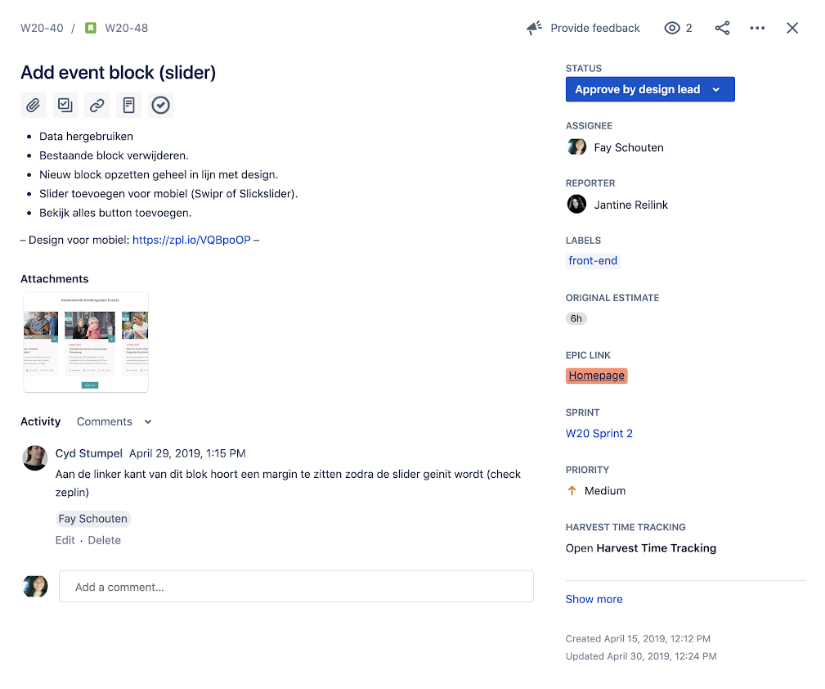 W20-40 / W20-48
Provide feedback
2
Add event block (slider)
Data hergebruiken
Bestaande block verwijderen.
Nieuw block opzetten geheel in lijn met design.
Slider toevoegen voor mobiel (Swipr of Slickslider).
Bekijk alles button toevoegen.
– Design voor mobiel: https://zpl.io/VQBpoOP –
Attachments
Activity Comments
Cyd Stumpel April 29, 2019, 1:15 PM
Aan de linker kant van dit blok hoort een margin te zitten zodra de slider geinit wordt (check
zeplin)
Fay Schouten
Edit · Delete
Add a comment...
STATUS
Approve by design lead
ASSIGNEE
Fay Schouten
REPORTER
Jantine Reilink
LABELS
front-end
ORIGINAL ESTIMATE
6h
EPIC LINK
Homepage
SPRINT
W20 Sprint 2
PRIORITY
Medium
HARVEST TIME TRACKING
Open Harvest Time Tracking
Show more
Created April 15, 2019, 12:12 PM
Updated April 30, 2019, 12:24 PM